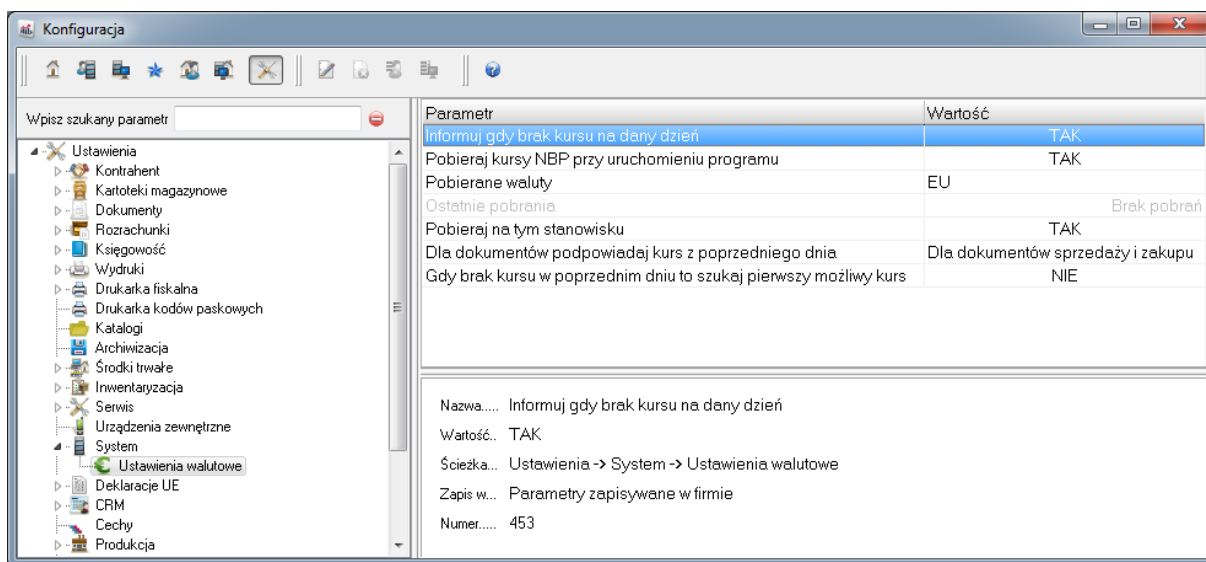 Konfiguracja
Wpisz szukany parametr
Ustawienia
Kontrahent
Kartoteki magazynowe
Dokumenty
Rozrachunki
Księgowość
Wydruki
Drukarka fiskalna
Drukarka kodów paskowych
Katalogi
Archiwizacja
Środki trwałe
Inwentaryzacja
Serwis
Urządzenia zewnętrzne
System
Ustawienia walutowe
Deklaracje UE
CRM
Cechy
Produkcja
Parametr Wartość
Informuj gdy brak kursu na dany dzień TAK
Pobieraj kursy NBP przy uruchomieniu programu TAK
Pobierane waluty EU
Ostatnie pobrania Brak pobrań
Pobieraj na tym stanowisku TAK
Dla dokumentów podpowiadaj kurs z poprzedniego dnia Dla dokumentów sprzedaży i zakupu
Gdy brak kursu w poprzednim dniu to szukaj pierwszy możliwy kurs NIE
Nazwa..... Informuj gdy brak kursu na dany dzień
Wartość.. TAK
Ścieżka... Ustawienia -> System -> Ustawienia walutowe
Zapis w... Parametry zapisywane w firmie
Numer..... 453